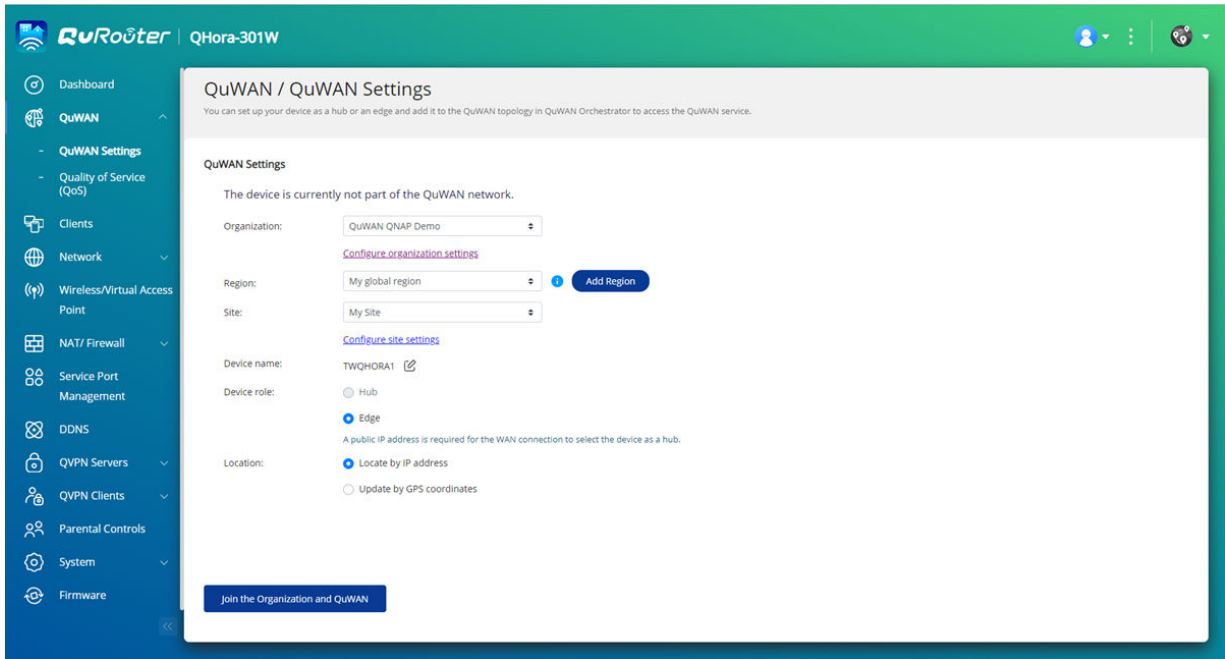 QuRouter | QHora-301W
Dashboard
QuWAN
- QuWAN Settings
- Quality of Service
(QoS)
Clients
Network
Wireless/Virtual Access
Point
NAT/ Firewall
Service Port
Management
DDNS
QVPN Servers
QVPN Clients
Parental Controls
System
Firmware
QuWAN / QuWAN Settings
You can set up your device as a hub or an edge and add it to the QuWAN topology in QuWAN Orchestrator to access the QuWAN service.
QuWAN Settings
The device is currently not part of the QuWAN network.
Organization: QuWAN QNAP Demo
Configure organization settings
Region: My global region Add Region
Site: My Site
Configure site settings
Device name: TWQHORA1
Device role: Hub
Edge
A public IP address is required for the WAN connection to select the device as a hub.
Location: Locate by IP address
Update by GPS coordinates
Join the Organization and QuWAN